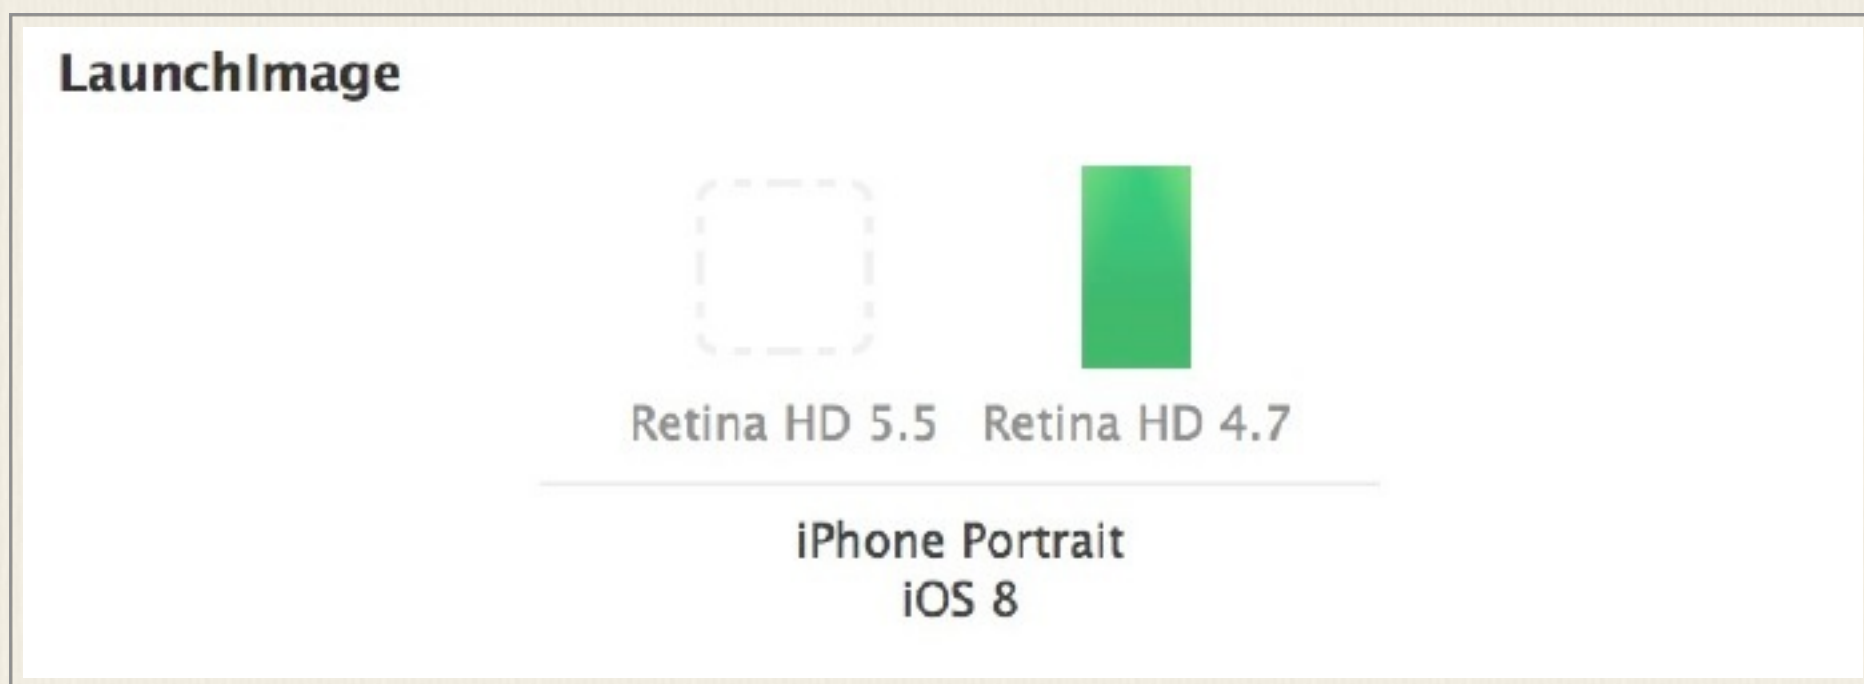 LaunchImage
Retina HD 5.5 Retina HD 4.7
iPhone Portrait
iOS 8